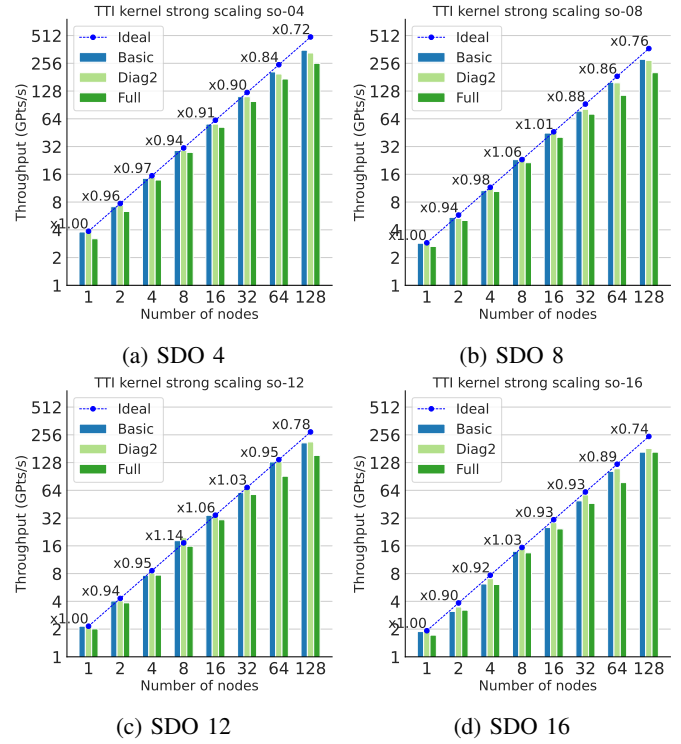 TTI kernel strong scaling so-04
Throughput (GPts/s)
512
256
128
64
32
16
8
4
2
1
Ideal
Basic
Diag2
Full
x1.00
x0.96
x0.97
x0.94
x0.91
x0.90
x0.84
x0.72
1 2 4 8 16 32 64 128
Number of nodes
(a) SDO 4
TTI kernel strong scaling so-08
Throughput (GPts/s)
512
256
128
64
32
16
8
4
2
1
Ideal
Basic
Diag2
Full
x1.00
x0.94
x0.98
x1.06
x1.01
x0.88
x0.86
x0.76
1 2 4 8 16 32 64 128
Number of nodes
(b) SDO 8
TTI kernel strong scaling so-12
Throughput (GPts/s)
512
256
128
64
32
16
8
4
2
1
Ideal
Basic
Diag2
Full
x1.00
x0.94
x0.95
x1.14
x1.06
x1.03
x0.95
x0.78
1 2 4 8 16 32 64 128
Number of nodes
(c) SDO 12
TTI kernel strong scaling so-16
Throughput (GPts/s)
512
256
128
64
32
16
8
4
2
1
Ideal
Basic
Diag2
Full
x1.00
x0.90
x0.92
x1.03
x0.93
x0.93
x0.89
x0.74
1 2 4 8 16 32 64 128
Number of nodes
(d) SDO 16